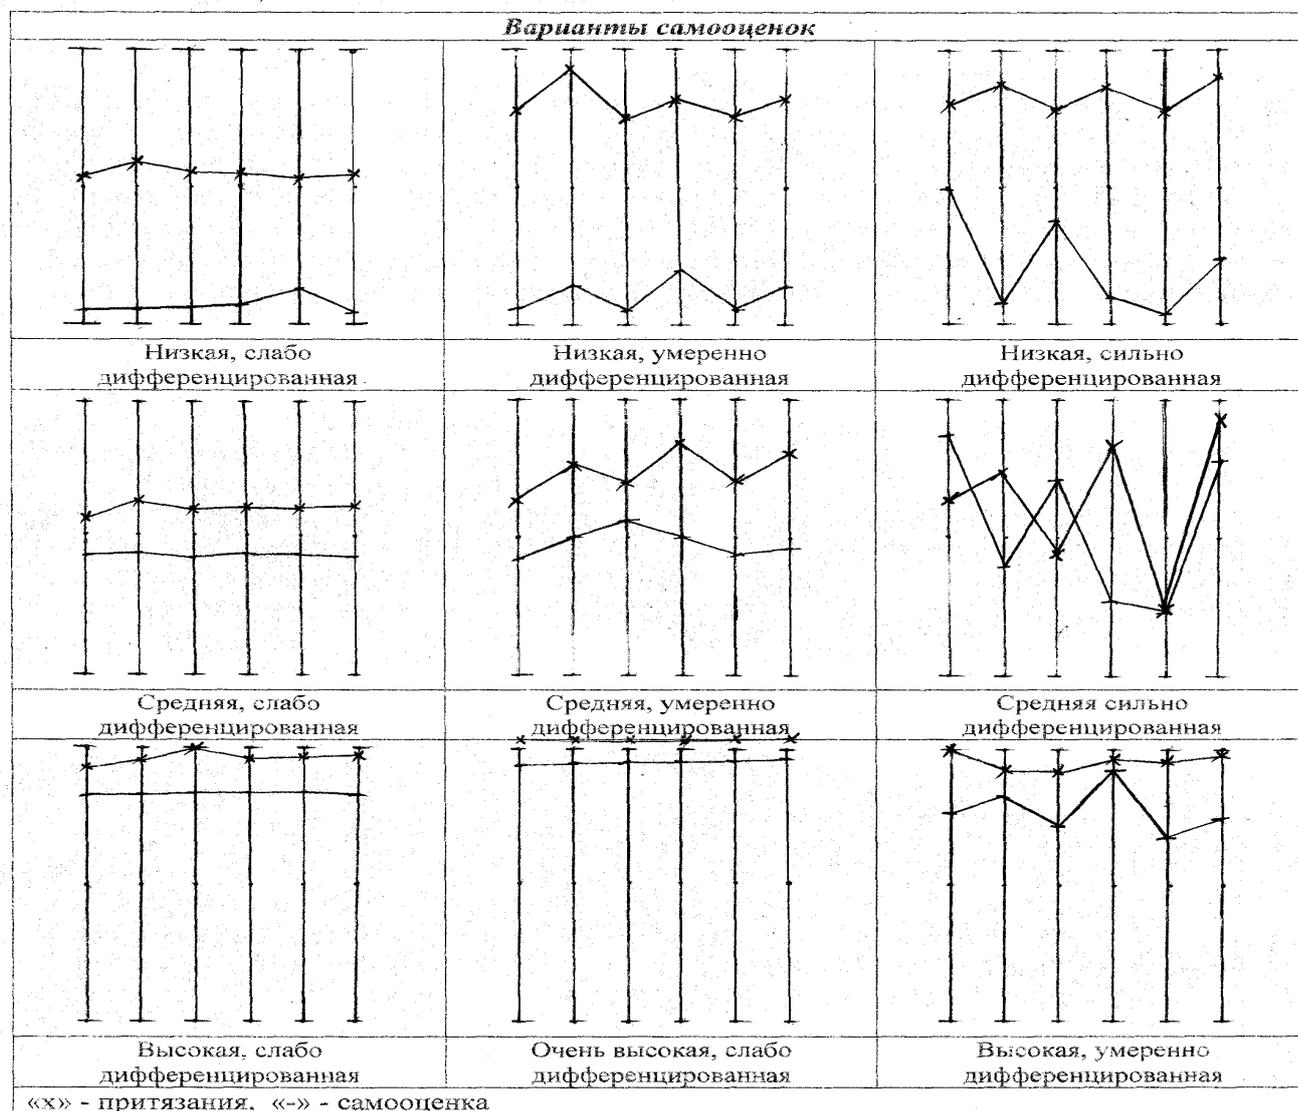 Варианты самооценок
Низкая, слабо
дифференцированная
Низкая, умеренно
дифференцированная
Низкая, сильно
дифференцированная
Средняя, слабо
дифференцированная
Средняя, умеренно
дифференцированная
Средняя сильно
дифференцированная
Высокая, слабо
дифференцированная
Очень высокая, слабо
дифференцированная
Высокая, умеренно
дифференцированная
«х» - притязания, «-» - самооценка